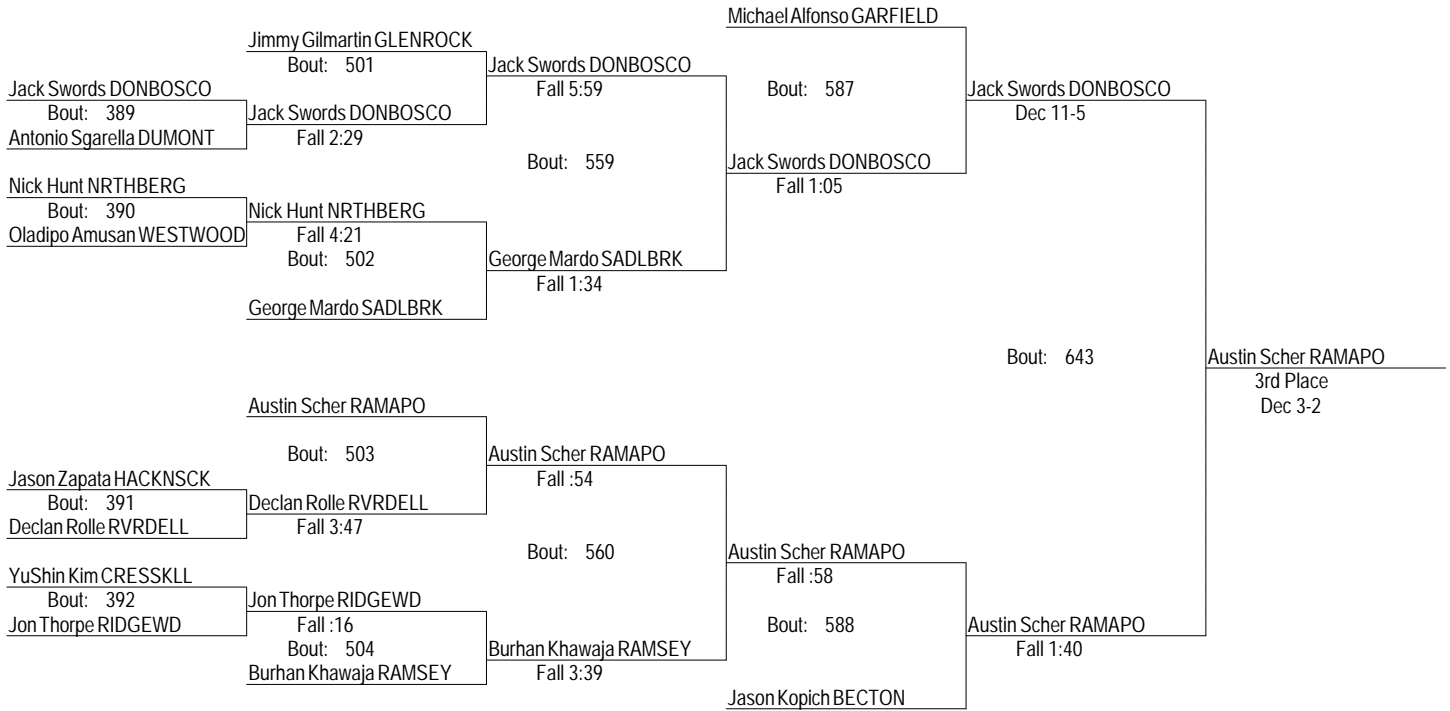 Michael Alfonso GARFIELD
Jimmy Gilmartin GLENROCK
Bout: 501
Jack Swords DONBOSCO
Fall 5:59
Jack Swords DONBOSCO
Bout: 389
Antonio Sgarella DUMONT
Jack Swords DONBOSCO
Fall 2:29
Bout: 587
Jack Swords DONBOSCO
Dec 11-5
Bout: 559
Jack Swords DONBOSCO
Fall 1:05
Nick Hunt NRTHBERG
Bout: 390
Oladipo Amusan WESTWOOD
Nick Hunt NRTHBERG
Fall 4:21
Bout: 502
George Mardo SADLBRK
Fall 1:34
George Mardo SADLBRK
Bout: 643
Austin Scher RAMAPO
3rd Place
Dec 3-2
Austin Scher RAMAPO
Bout: 503
Austin Scher RAMAPO
Fall :54
Jason Zapata HACKNSCK
Bout: 391
Declan Rolle RVRDELL
Declan Rolle RVRDELL
Fall 3:47
Bout: 560
Austin Scher RAMAPO
Fall :58
YuShin Kim CRESSKLL
Bout: 392
Jon Thorpe RIDGEWD
Jon Thorpe RIDGEWD
Fall :16
Bout: 504
Burhan Khawaja RAMSEY
Burhan Khawaja RAMSEY
Fall 3:39
Bout: 588
Austin Scher RAMAPO
Fall 1:40
Jason Kopich BECTON